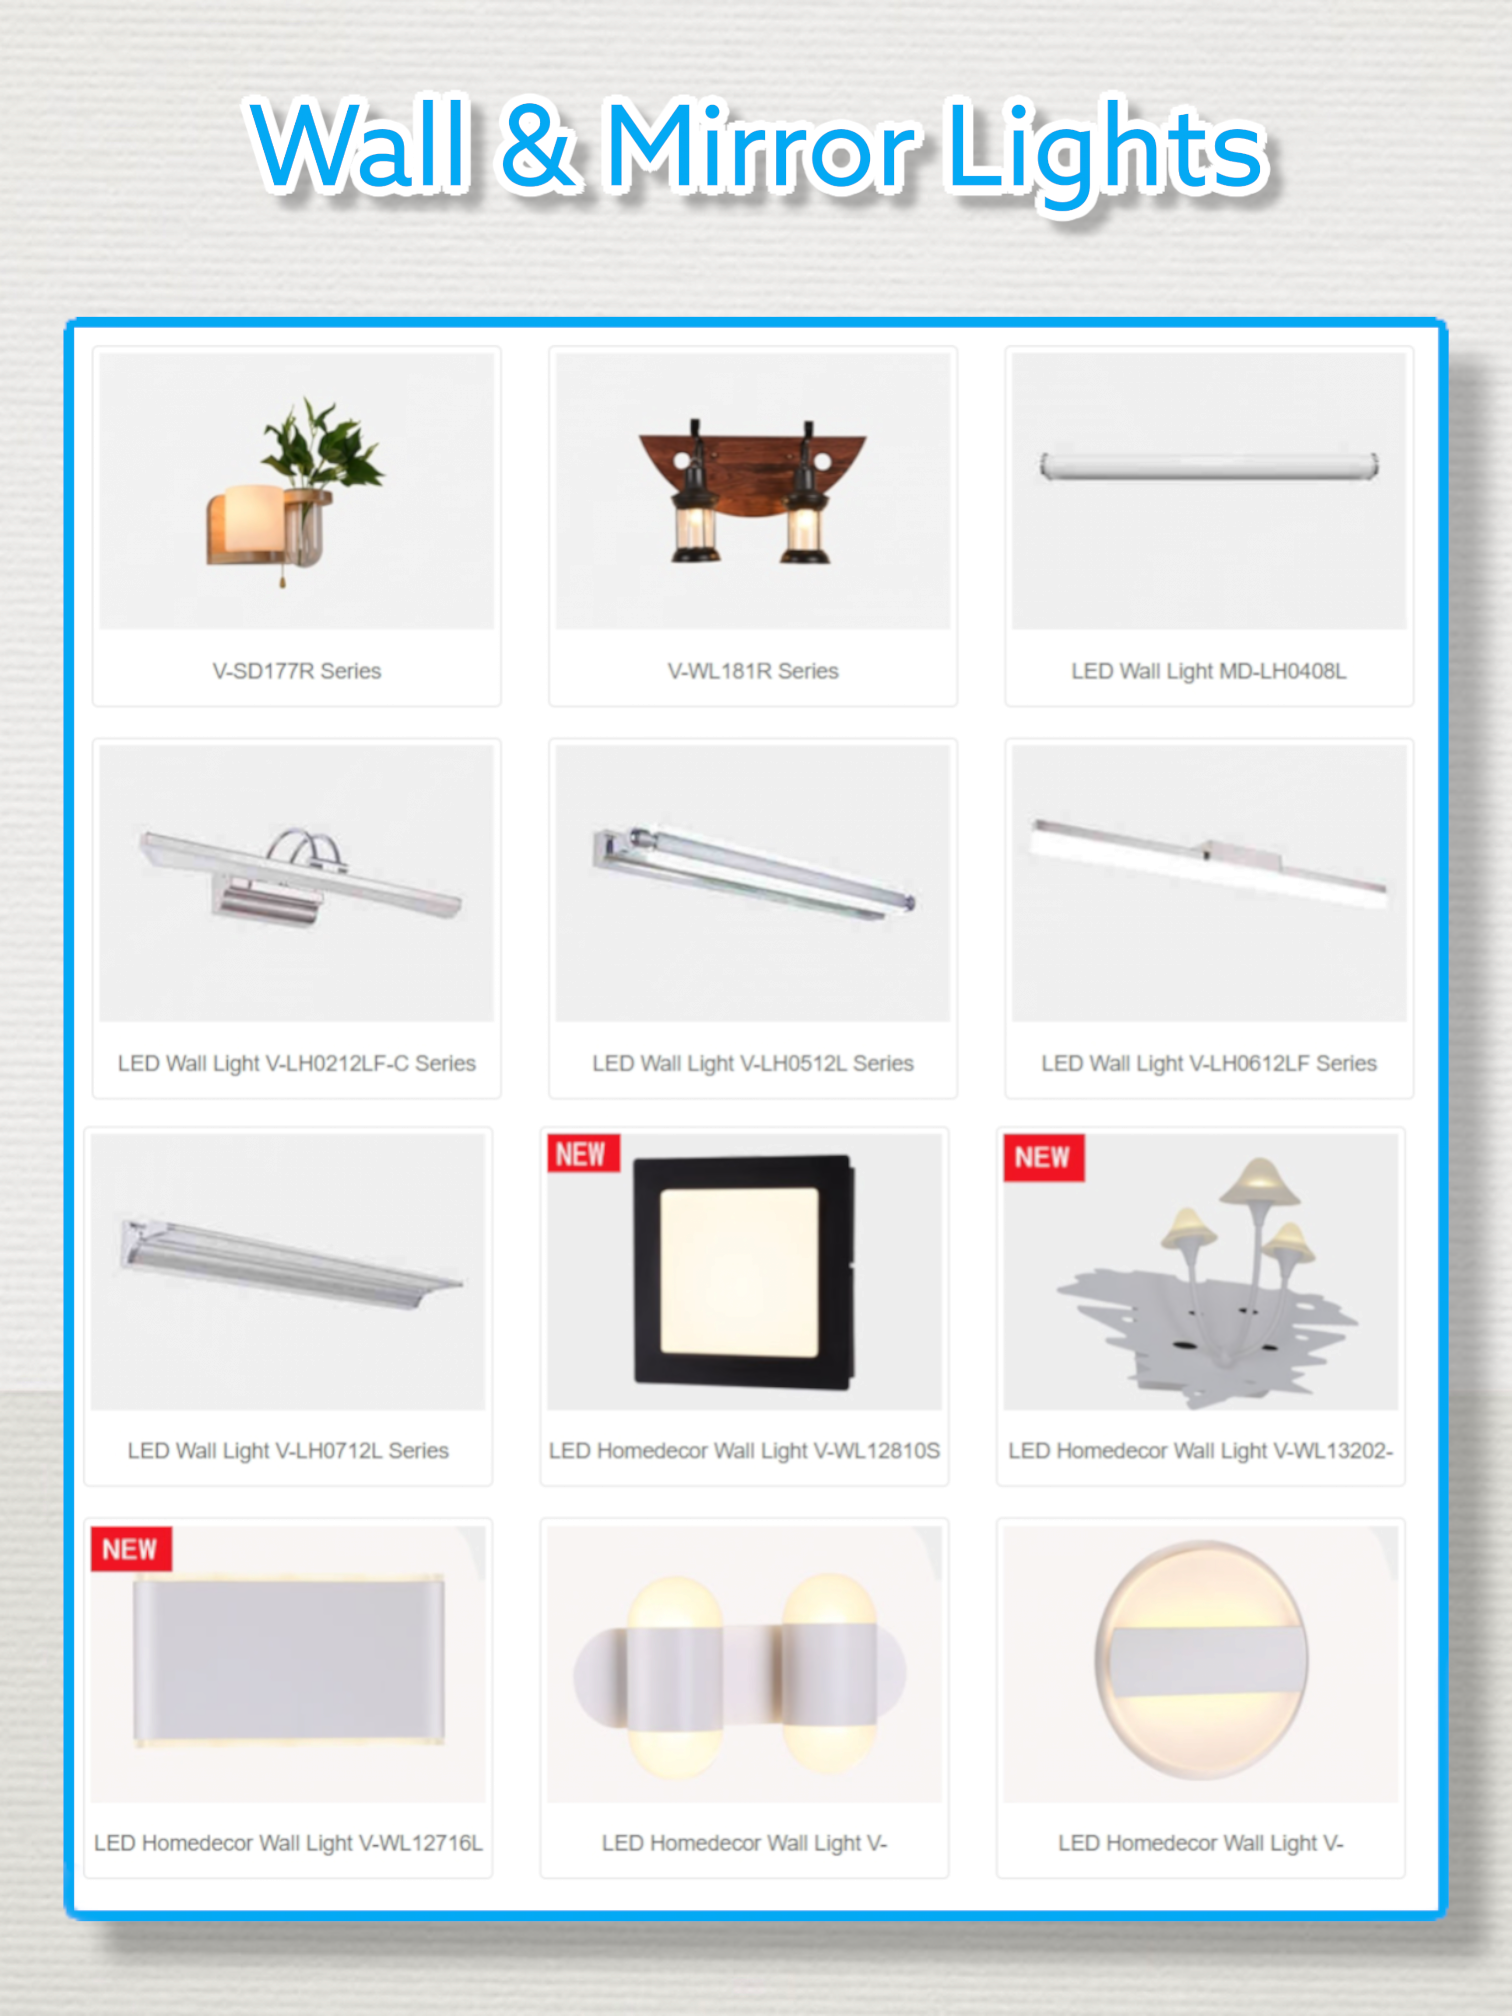 Wall & Mirror Lights
V-SD177R Series
V-WL181R Series
LED Wall Light MD-LH0408L
LED Wall Light V-LH0212LF-C Series
LED Wall Light V-LH0512L Series
LED Wall Light V-LH0612LF Series
LED Wall Light V-LH0712L Series
NEW
LED Homedecor Wall Light V-WL12810S
NEW
LED Homedecor Wall Light V-WL13202-
NEW
LED Homedecor Wall Light V-WL12716L
LED Homedecor Wall Light V-
LED Homedecor Wall Light V-